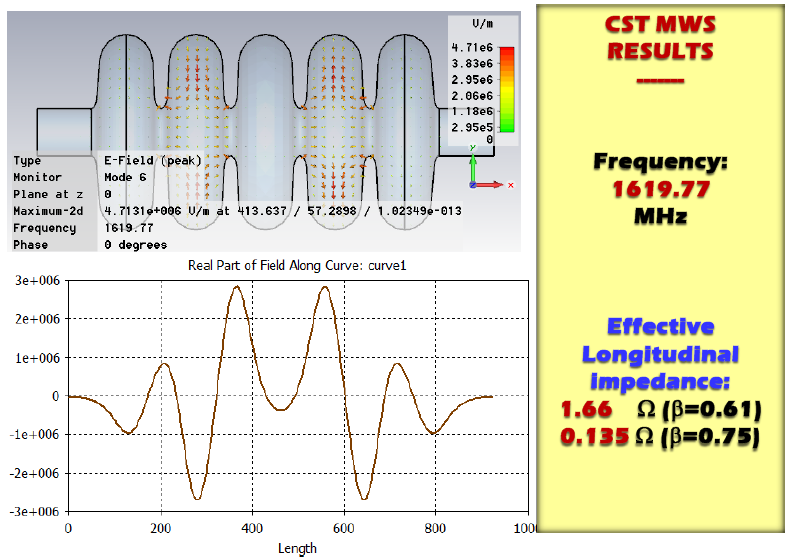 V/m
4.71e6
3.83e6
2.95e6
2.06e6
1.18e6
2.95e5
0
y
x
Type E-Field (peak)
Monitor Mode 6
Plane at z 0
Maximum-2d 4.7131e+006 V/m at 413.637 / 57.2898 / 1.02349e-013
Frequency 1619.77
Phase 0 degrees
Real Part of Field Along Curve: curve1
3e+006
2e+006
1e+006
0
-1e+006
-2e+006
-3e+006
0 200 400 600 800 1000
Length
CST MWS
RESULTS
-------
Frequency:
1619.77
MHz
Effective
Longitudinal
impedance:
1.66 Ω (β=0.61)
0.135 Ω (β=0.75)